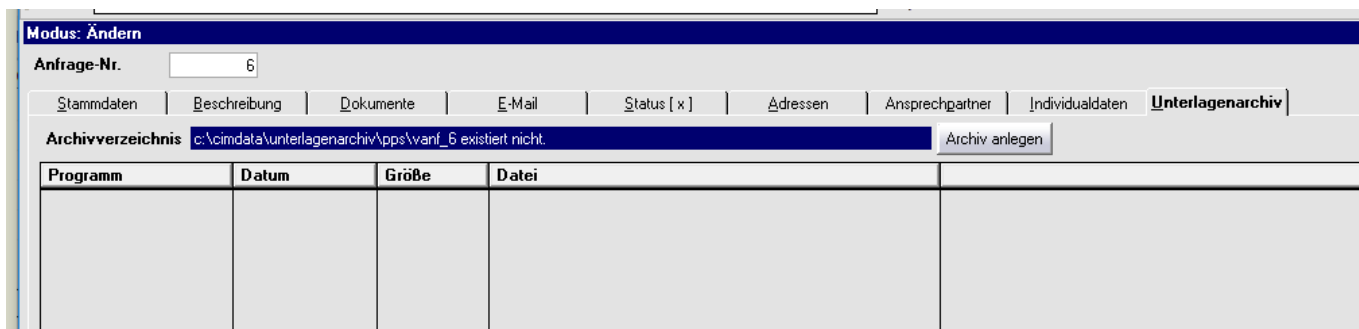 Modus: Ändern
Anfrage-Nr. 6
Stammdaten Beschreibung Dokumente E-Mail Status [ x ] Adressen Ansprechpartner Individualdaten Unterlagenarchiv
Archivverzeichnis c:\cimdata\unterlagenarchiv\pps\vanf_6 existiert nicht. Archiv anlegen
Programm Datum Größe Datei